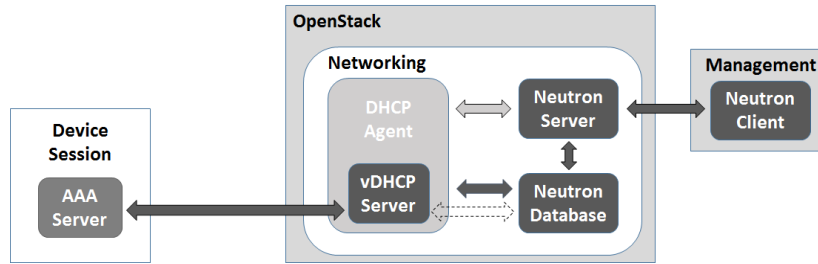 OpenStack
Networking
Management
DHCP
Agent
Neutron
Server
Neutron
Client
Device
Session
AAA
Server
vDHCP
Server
Neutron
Database